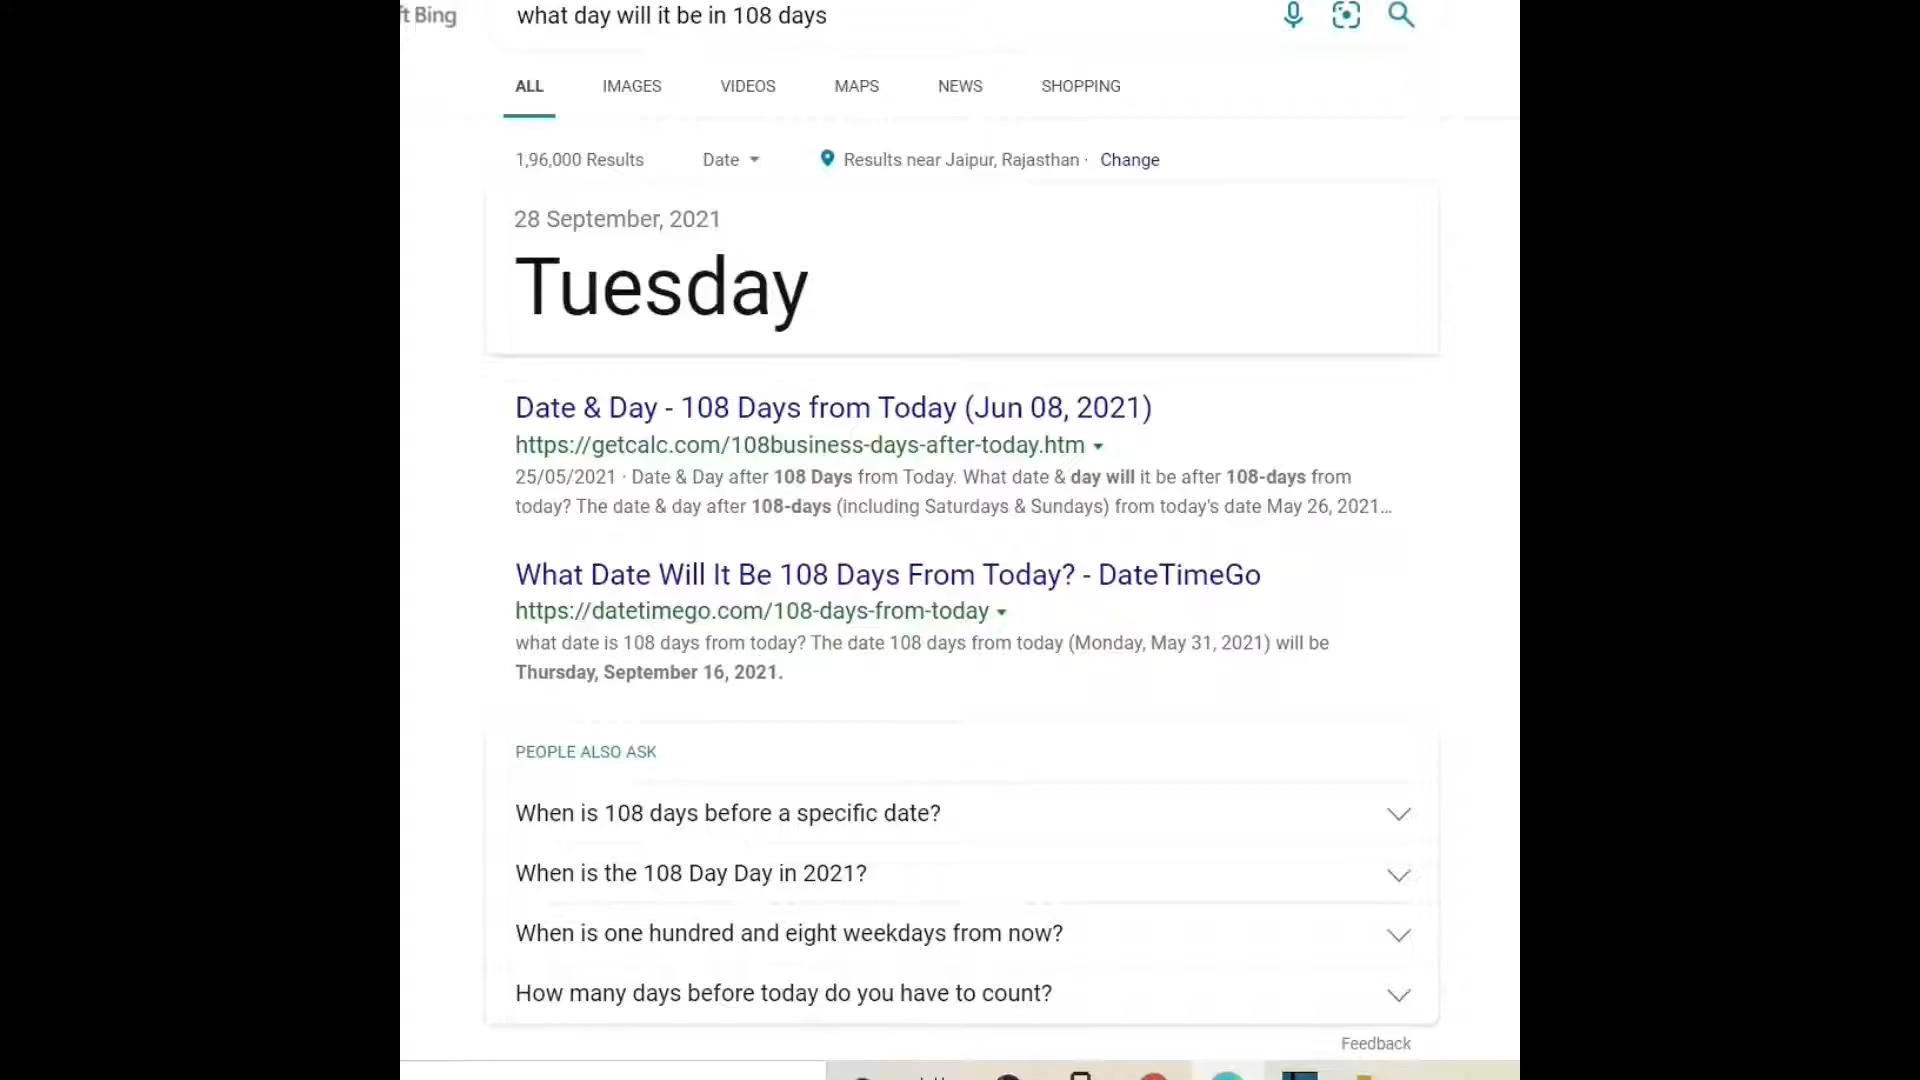 ft Bing
what day will it be in 108 days
ALL IMAGES VIDEOS MAPS NEWS SHOPPING
1,96,000 Results Date Results near Jaipur, Rajasthan · Change
28 September, 2021
Tuesday
Date & Day - 108 Days from Today (Jun 08, 2021)
https://getcalc.com/108business-days-after-today.htm
25/05/2021 · Date & Day after 108 Days from Today. What date & day will it be after 108-days from
today? The date & day after 108-days (including Saturdays & Sundays) from today's date May 26, 2021...
What Date Will It Be 108 Days From Today? - DateTimeGo
https://datetimego.com/108-days-from-today
what date is 108 days from today? The date 108 days from today (Monday, May 31, 2021) will be
Thursday, September 16, 2021.
PEOPLE ALSO ASK
When is 108 days before a specific date?
When is the 108 Day Day in 2021?
When is one hundred and eight weekdays from now?
How many days before today do you have to count?
Feedback